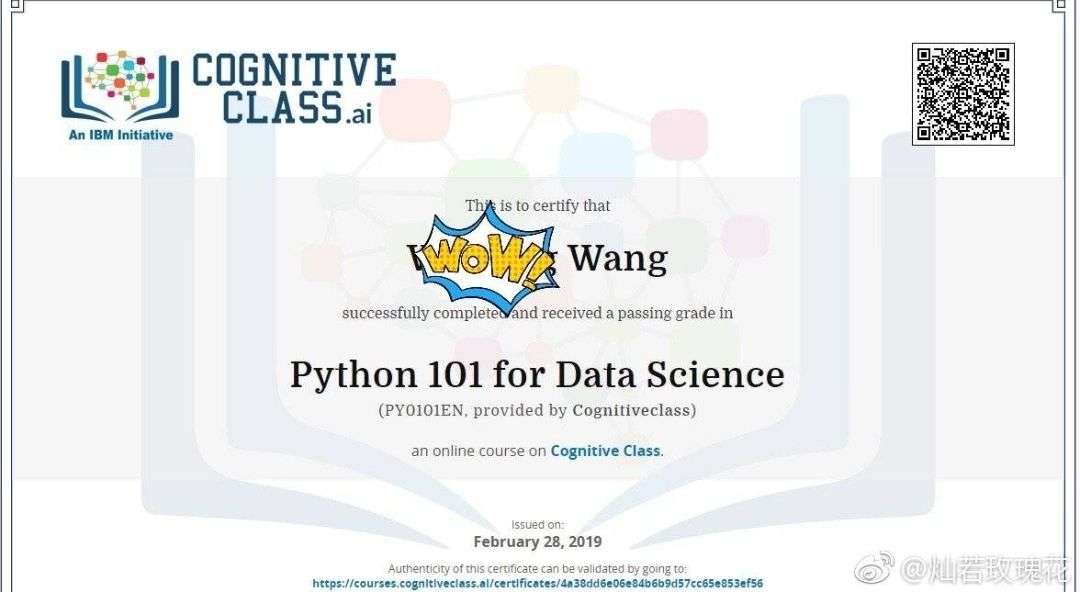 COGNITIVE
CLASS.ai
An IBM Initiative
This is to certify that
WOW!
Wang
successfully completed and received a passing grade in
Python 101 for Data Science
(PY0101EN, provided by Cognitiveclass)
an online course on Cognitive Class.
Issued on:
February 28, 2019
Authenticity of this certificate can be validated by going to:
https://courses.cognitiveclass.ai/certificates/4a38dd6e06e84b6b9d57cc65e853ef56
@灿若玫瑰花